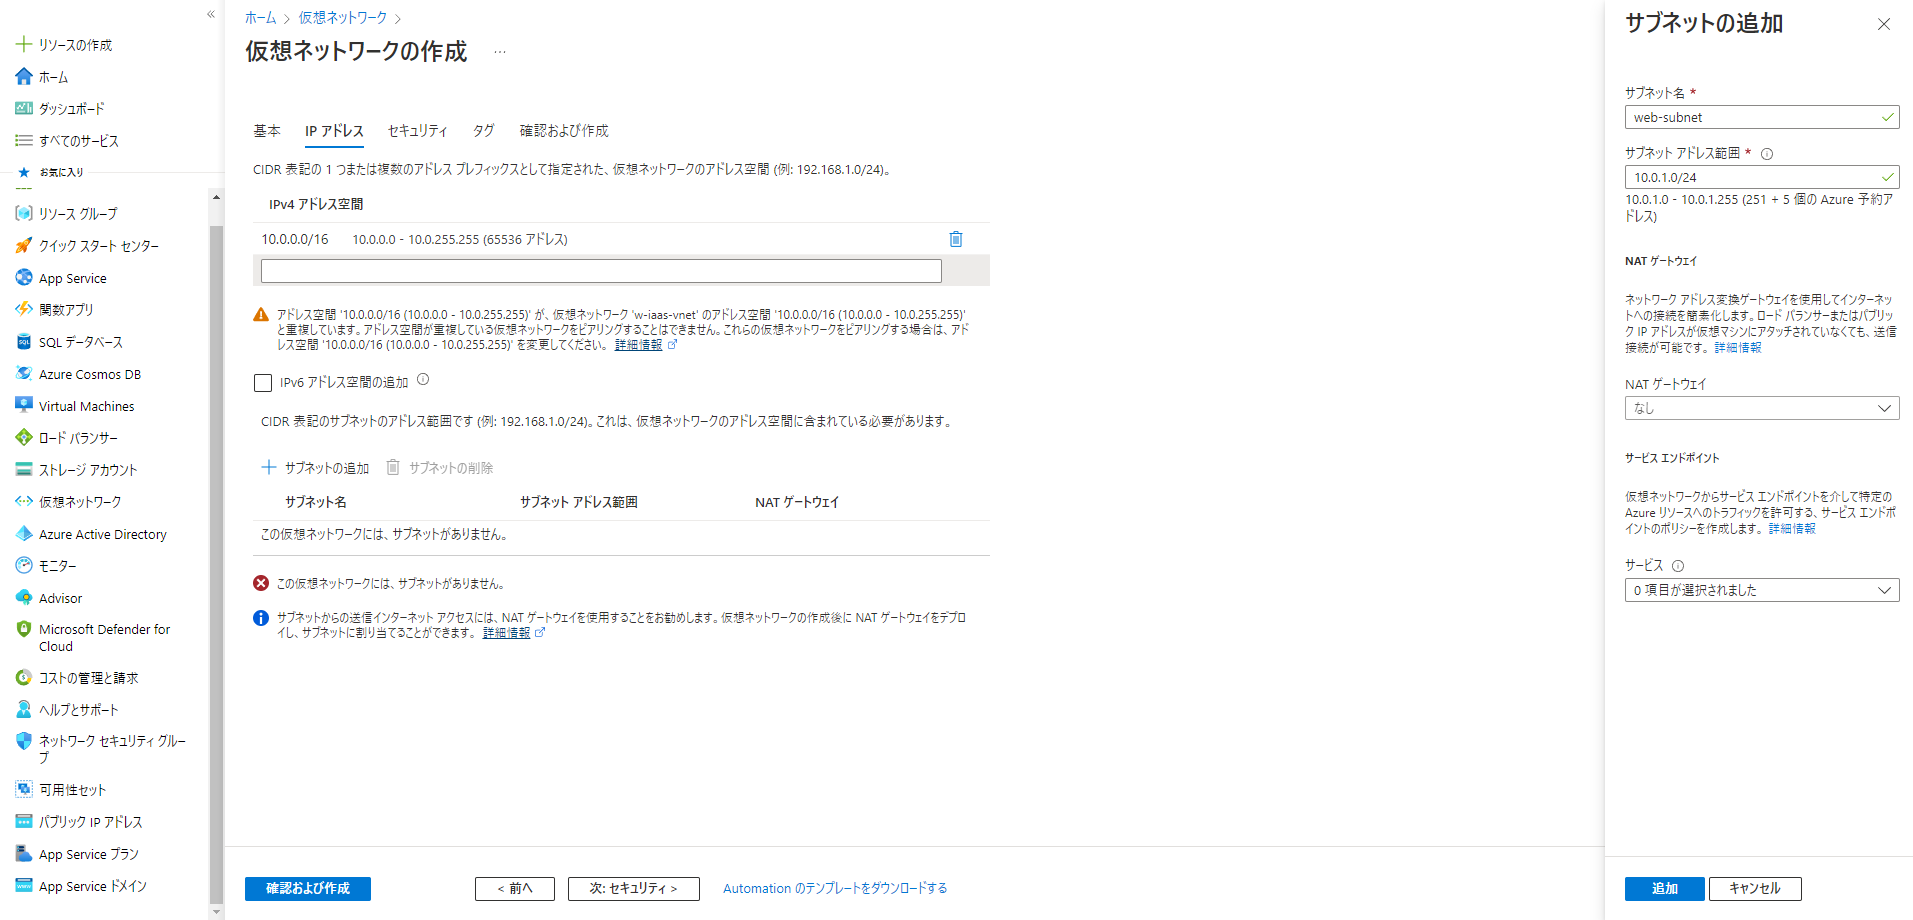 «
リソースの作成
ホーム
ダッシュボード
すべてのサービス
お気に入り
リソース グループ
クイック スタート センター
App Service
関数アプリ
SQL データベース
Azure Cosmos DB
Virtual Machines
ロード バランサー
ストレージ アカウント
仮想ネットワーク
Azure Active Directory
モニター
Advisor
Microsoft Defender for
Cloud
コストの管理と請求
ヘルプとサポート
ネットワーク セキュリティ グルー
プ
可用性セット
パブリック IP アドレス
App Service プラン
App Service ドメイン
ホーム > 仮想ネットワーク >
仮想ネットワークの作成 …
基本 IP アドレス セキュリティ タグ 確認および作成
CIDR 表記の 1 つまたは複数のアドレス プレフィックスとして指定された、仮想ネットワークのアドレス空間 (例: 192.168.1.0/24)。
IPv4 アドレス空間
10.0.0.0/16 10.0.0.0 - 10.0.255.255 (65536 アドレス)
アドレス空間 '10.0.0.0/16 (10.0.0.0 - 10.0.255.255)' が、仮想ネットワーク 'w-iaas-vnet' のアドレス空間 '10.0.0.0/16 (10.0.0.0 - 10.0.255.255)'
と重複しています。アドレス空間が重複している仮想ネットワークをピアリングすることはできません。これらの仮想ネットワークをピアリングする場合は、アド
レス空間 '10.0.0.0/16 (10.0.0.0 - 10.0.255.255)' を変更してください。 詳細情報
IPv6 アドレス空間の追加
CIDR 表記のサブネットのアドレス範囲です (例: 192.168.1.0/24)。これは、仮想ネットワークのアドレス空間に含まれている必要があります。
サブネットの追加 サブネットの削除
サブネット名 サブネット アドレス範囲 NAT ゲートウェイ
この仮想ネットワークには、サブネットがありません。
この仮想ネットワークには、サブネットがありません。
サブネットからの送信インターネット アクセスには、NAT ゲートウェイを使用することをお勧めします。仮想ネットワークの作成後に NAT ゲートウェイをデプロ
イし、サブネットに割り当てることができます。 詳細情報
確認および作成 < 前へ 次: セキュリティ > Automation のテンプレートをダウンロードする
サブネットの追加
サブネット名 *
web-subnet
サブネット アドレス範囲 *
10.0.1.0/24
10.0.1.0 - 10.0.1.255 (251 + 5 個の Azure 予約ア
ドレス)
NAT ゲートウェイ
ネットワーク アドレス変換ゲートウェイを使用してインターネッ
トへの接続を簡素化します。ロード バランサーまたはパブリッ
ク IP アドレスが仮想マシンにアタッチされていなくても、送信
接続が可能です。 詳細情報
NAT ゲートウェイ
なし
サービス エンドポイント
仮想ネットワークからサービス エンドポイントを介して特定の
Azure リソースへのトラフィックを許可する、サービス エンドポ
イントのポリシーを作成します。 詳細情報
サービス
0 項目が選択されました
追加 キャンセル